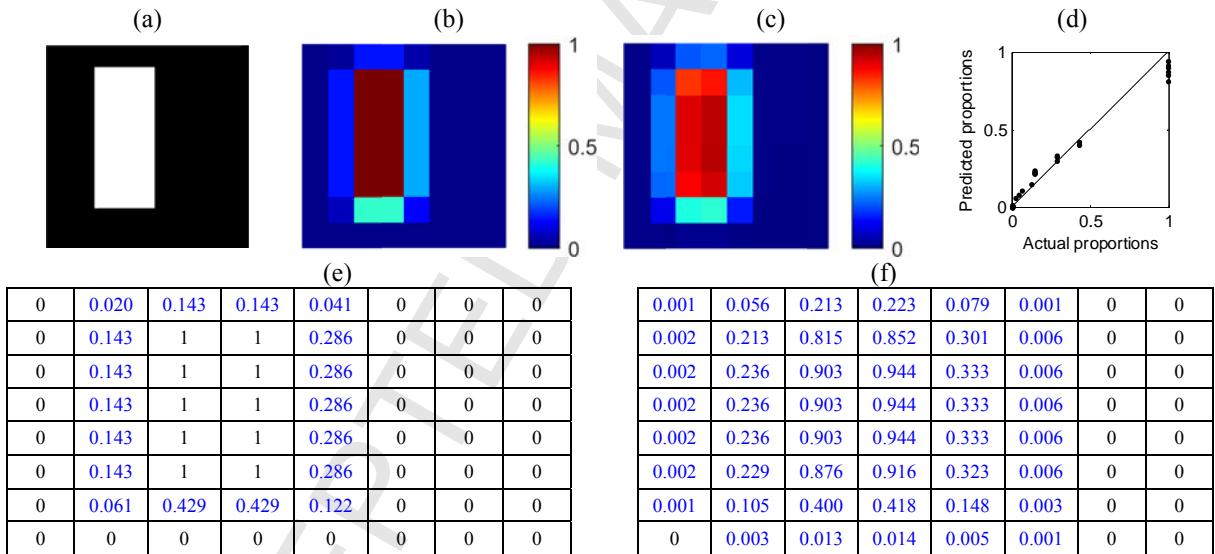 (a) (b) (c) (d)
1 1 1
0.5 0.5 0.5
0 0 0
0 0.5 1
Predicted proportions
Actual proportions
(e) (f)
0 0.020 0.143 0.143 0.041 0 0 0 0.001 0.056 0.213 0.223 0.079 0.001 0 0
0 0.143 1 1 0.286 0 0 0 0.002 0.213 0.815 0.852 0.301 0.006 0 0
0 0.143 1 1 0.286 0 0 0 0.002 0.236 0.903 0.944 0.333 0.006 0 0
0 0.143 1 1 0.286 0 0 0 0.002 0.236 0.903 0.944 0.333 0.006 0 0
0 0.143 1 1 0.286 0 0 0 0.002 0.236 0.903 0.944 0.333 0.006 0 0
0 0.143 1 1 0.286 0 0 0 0.002 0.229 0.876 0.916 0.323 0.006 0 0
0 0.061 0.429 0.429 0.122 0 0 0 0.001 0.105 0.400 0.418 0.148 0.003 0 0
0 0 0 0 0 0 0 0 0 0.003 0.013 0.014 0.005 0.001 0 0